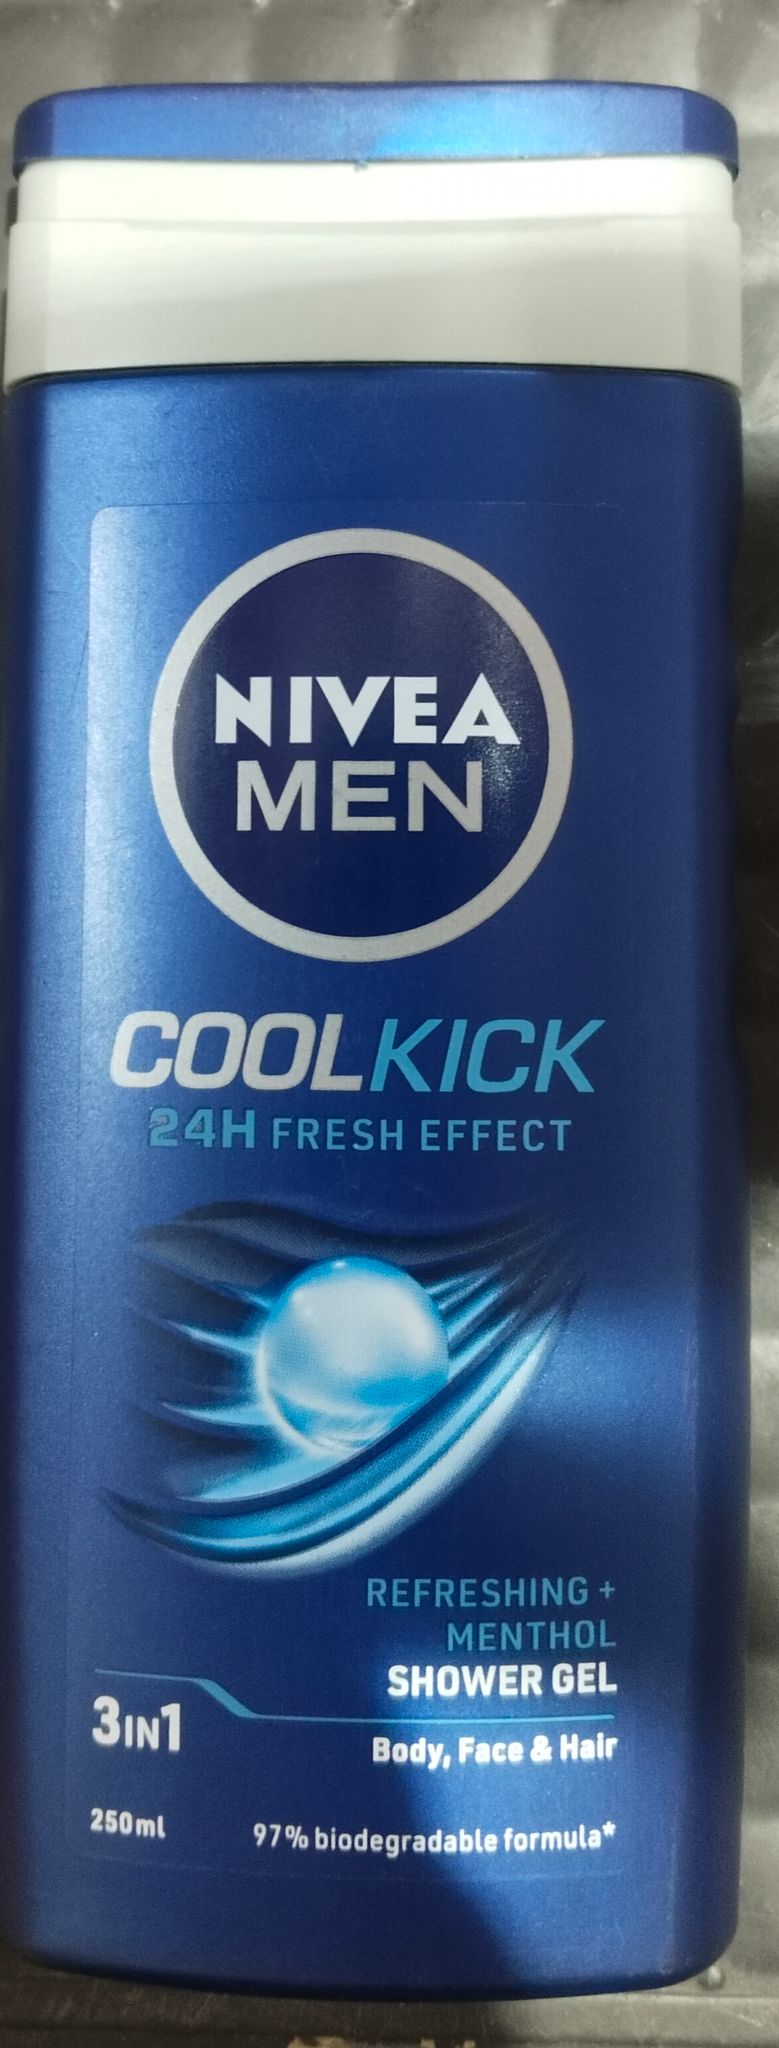 NIVEA
MEN
COOLKICK
24H FRESH EFFECT
REFRESHING +
MENTHOL
SHOWER GEL
3IN1
Body, Face & Hair
250ml
97% biodegradable formula*